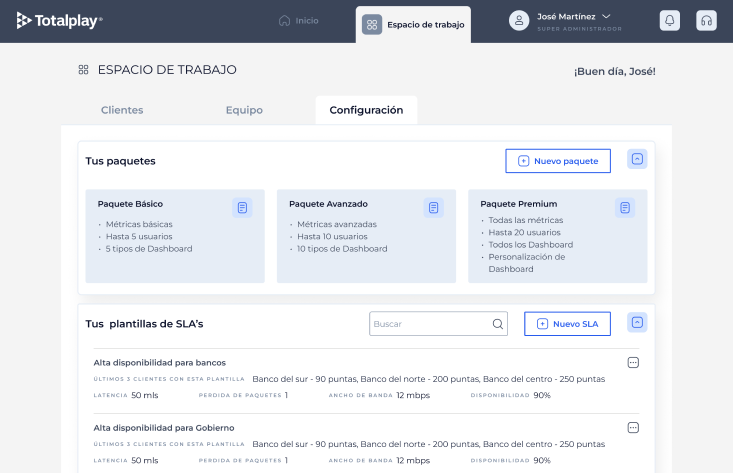 Totalplay
Inicio
Espacio de trabajo
José Martínez
SUPER ADMINISTRADOR
ESPACIO DE TRABAJO
¡Buen día, José!
Clientes
Equipo
Configuración
Tus paquetes
Nuevo paquete
Paquete Básico
• Métricas básicas
• Hasta 5 usuarios
• 5 tipos de Dashboard
Paquete Avanzado
• Métricas avanzadas
• Hasta 10 usuarios
• 10 tipos de Dashboard
Paquete Premium
• Todas las métricas
• Hasta 20 usuarios
• Todos los Dashboard
• Personalización de
Dashboard
Tus plantillas de SLA's
Buscar
Nuevo SLA
Alta disponibilidad para bancos
ÚLTIMOS 3 CLIENTES CON ESTA PLANTILLA Banco del sur - 90 puntas, Banco del norte - 200 puntas, Banco del centro - 250 puntas
LATENCIA 50 mls PERDIDA DE PAQUETES 1 ANCHO DE BANDA 12 mbps DISPONIBILIDAD 90%
Alta disponibilidad para Gobierno
ÚLTIMOS 3 CLIENTES CON ESTA PLANTILLA Banco del sur - 90 puntas, Banco del norte - 200 puntas, Banco del centro - 250 puntas
LATENCIA 50 mls PERDIDA DE PAQUETES 1 ANCHO DE BANDA 12 mbps DISPONIBILIDAD 90%